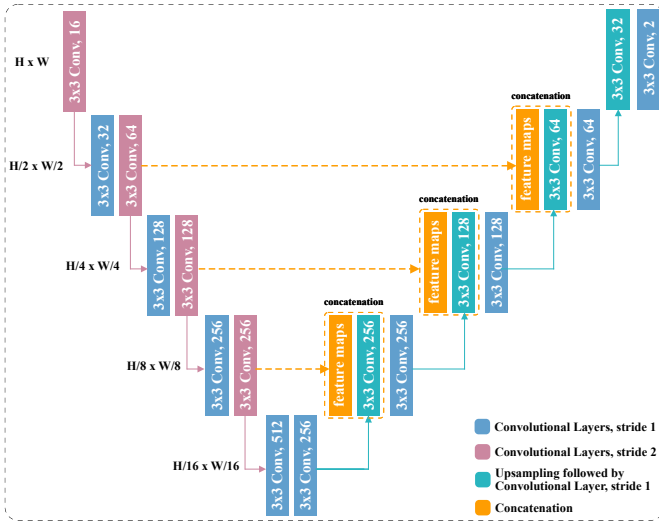 H x W
3x3 Conv, 16
3x3 Conv, 32
3x3 Conv, 2
concatenation
H/2 x W/2
3x3 Conv, 32
3x3 Conv, 64
feature maps
3x3 Conv, 64
3x3 Conv, 64
concatenation
H/4 x W/4
3x3 Conv, 128
3x3 Conv, 128
feature maps
3x3 Conv, 128
3x3 Conv, 128
concatenation
H/8 x W/8
3x3 Conv, 256
3x3 Conv, 256
feature maps
3x3 Conv, 256
3x3 Conv, 256
H/16 x W/16
3x3 Conv, 512
3x3 Conv, 256
Convolutional Layers, stride 1
Convolutional Layers, stride 2
Upsampling followed by
Convolutional Layer, stride 1
Concatenation